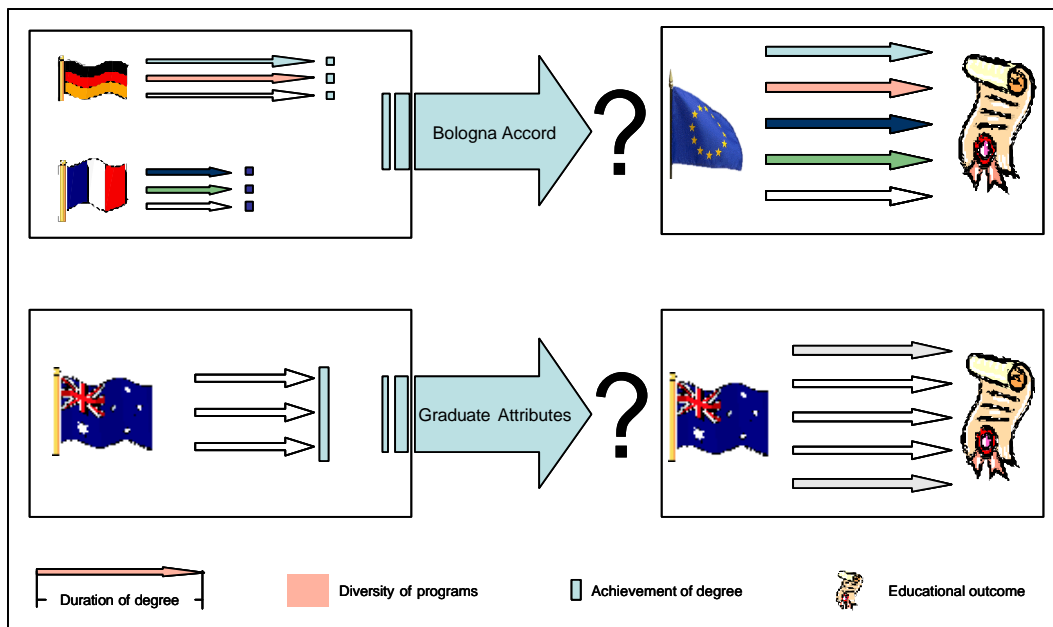 Bologna Accord
?
Graduate Attributes
?
Duration of degree
Diversity of programs
Achievement of degree
Educational outcome